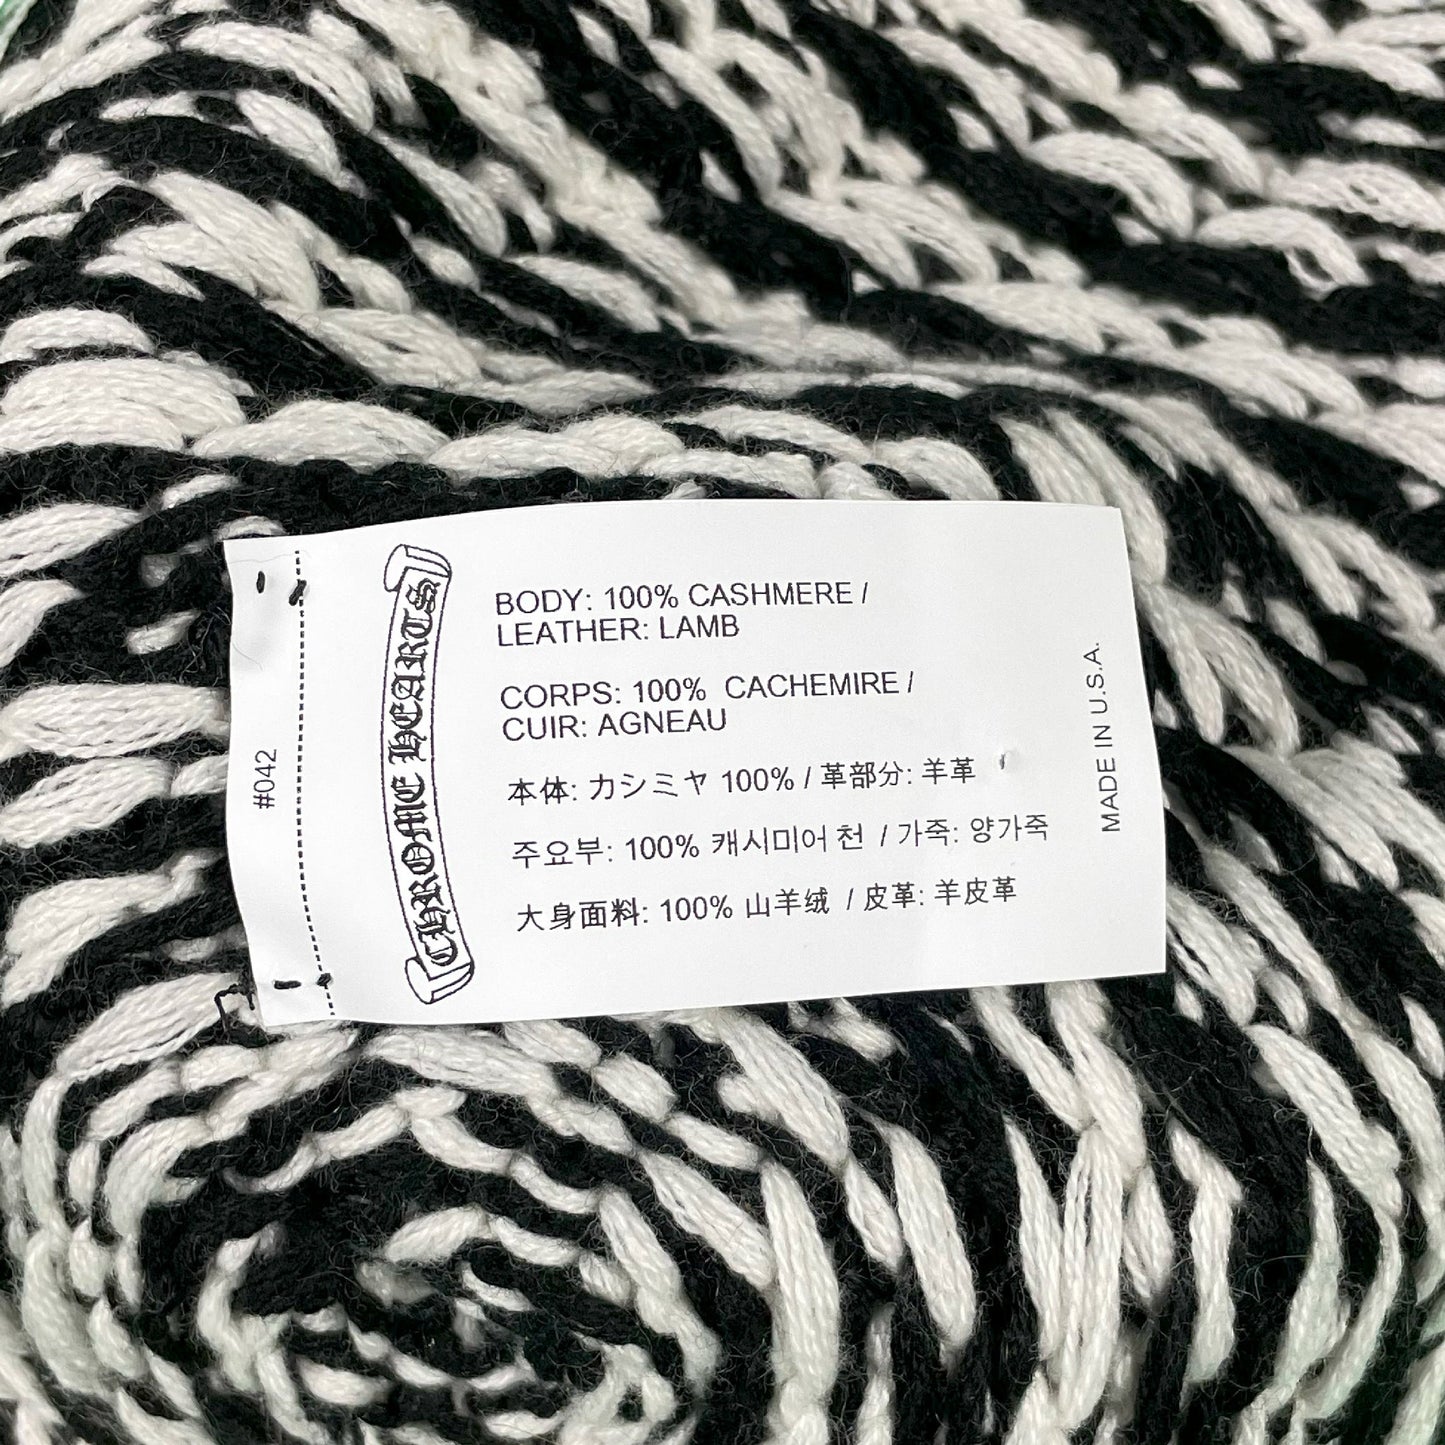 #042
CHROME HEARTS
BODY: 100% CASHMERE /
LEATHER: LAMB
CORPS: 100% CACHEMIRE /
CUIR: AGNEAU
本体: カシミヤ 100% / 革部分: 羊革
주요부: 100% 캐시미어 천 / 가죽: 양가죽
大身面料: 100% 山羊绒 / 皮革: 羊皮革
MADE IN U.S.A.